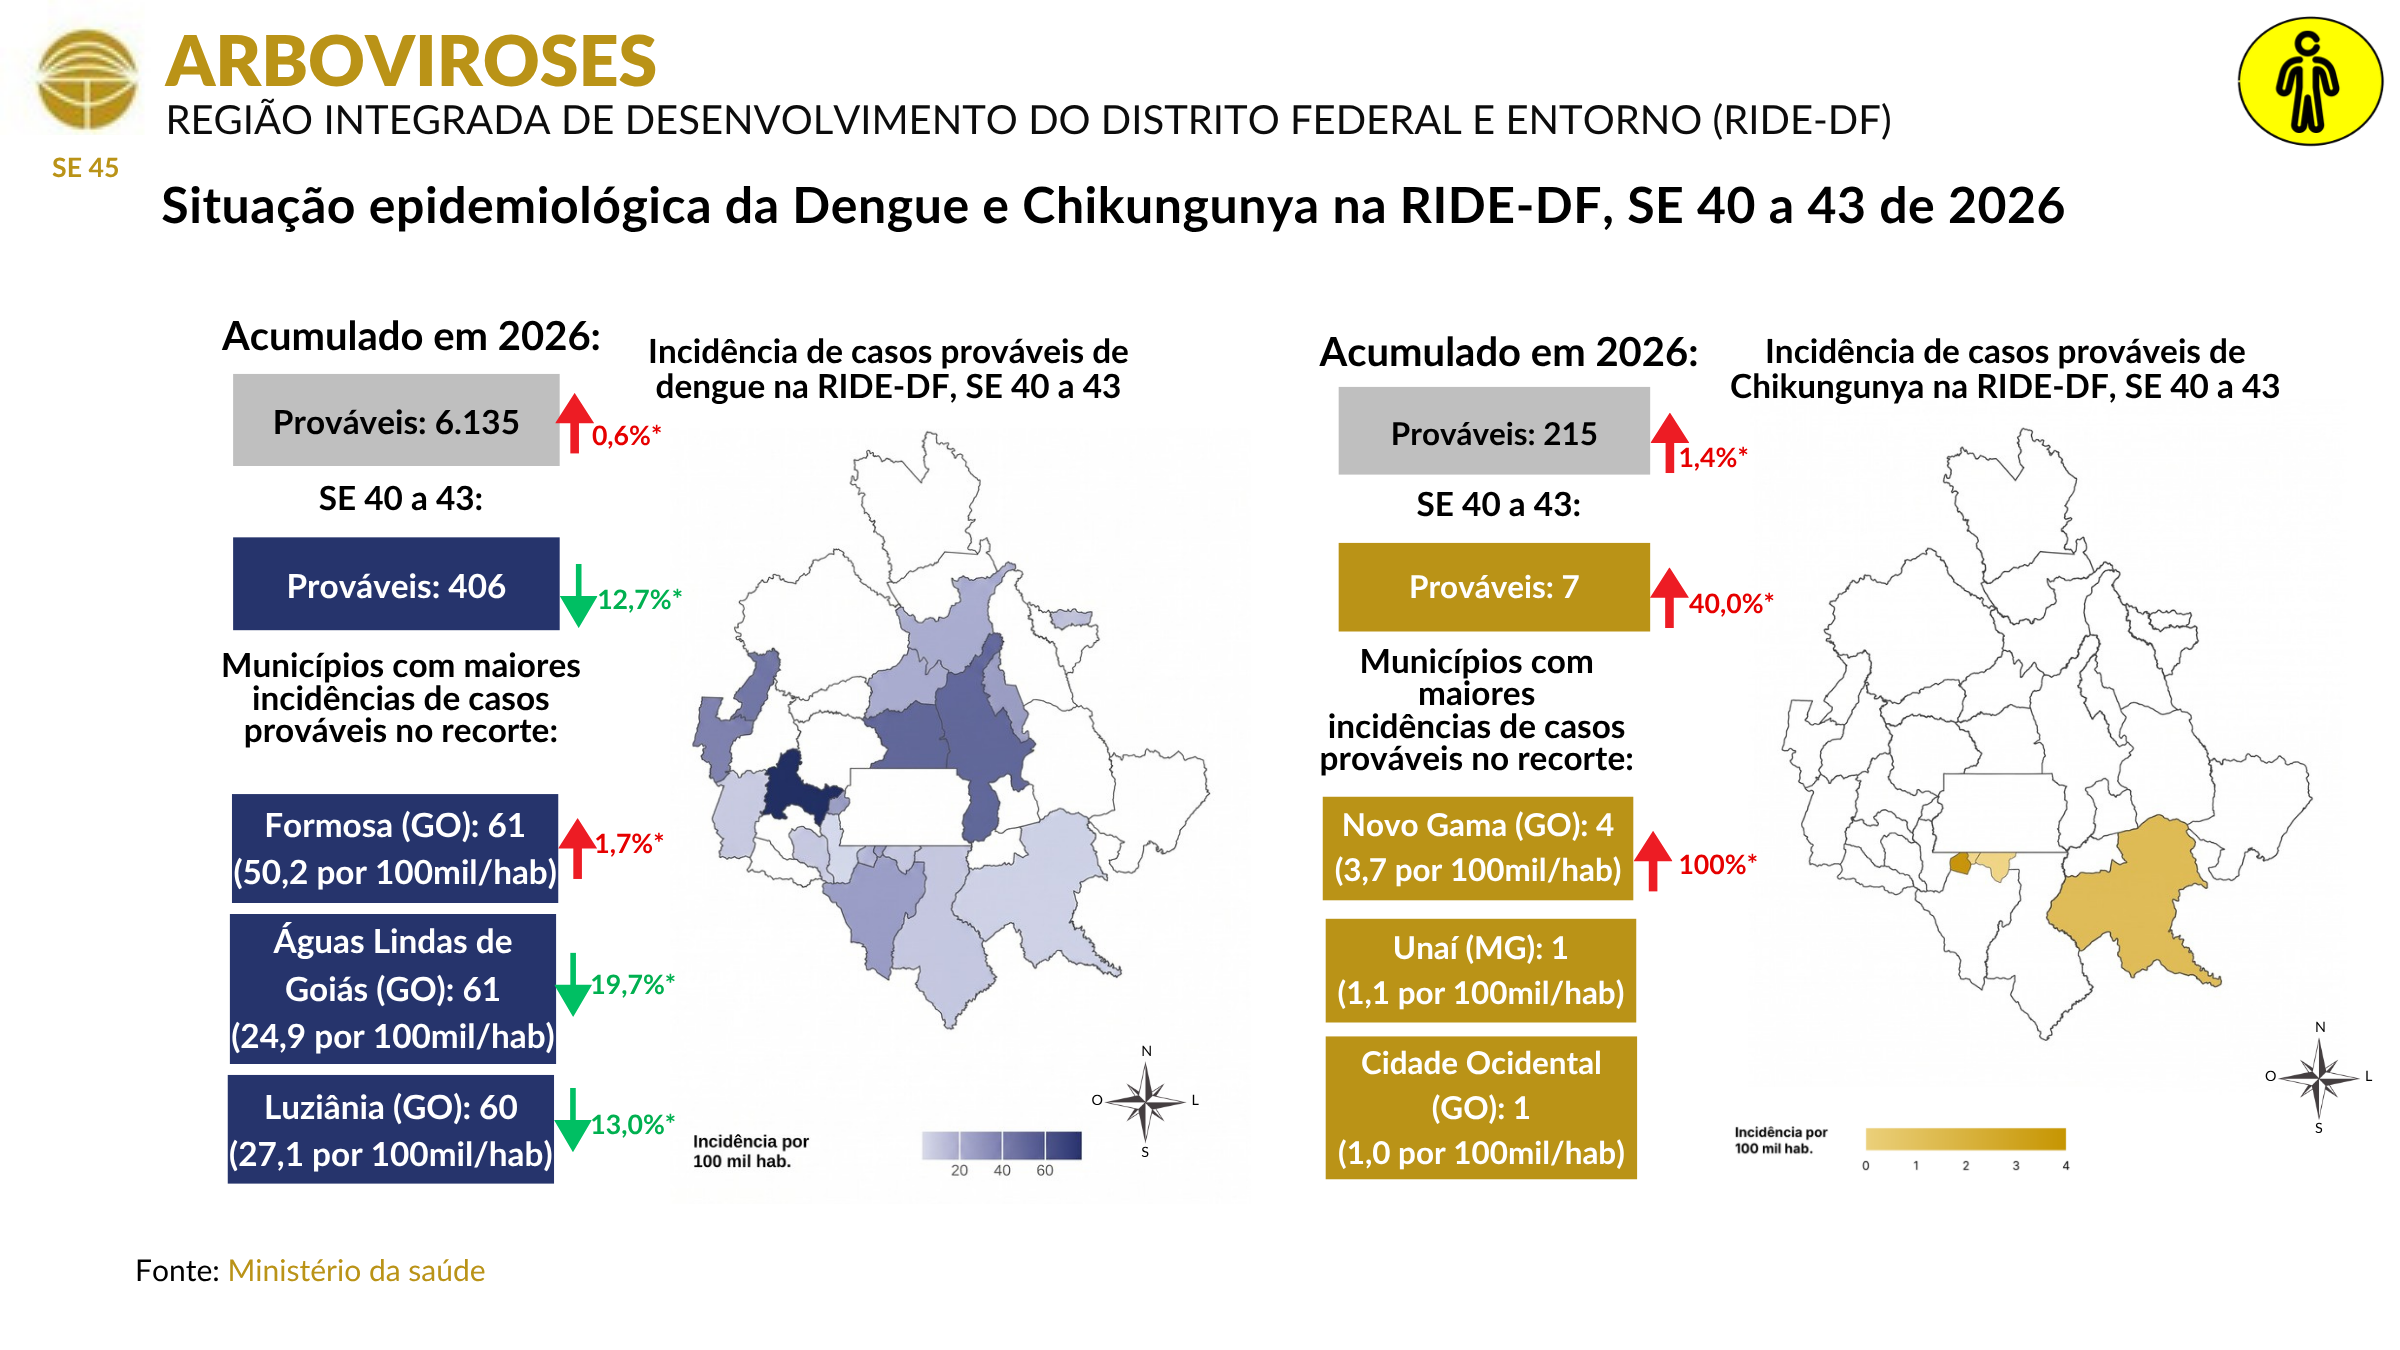 ARBOVIROSES
REGIÃO INTEGRADA DE DESENVOLVIMENTO DO DISTRITO FEDERAL E ENTORNO (RIDE-DF)
SE 45
Situação epidemiológica da Dengue e Chikungunya na RIDE-DF, SE 40 a 43 de 2026
Acumulado em 2026:
Prováveis: 6.135
0,6%*
SE 40 a 43:
Prováveis: 406
12,7%*
Municípios com maiores
incidências de casos
prováveis no recorte:
Formosa (GO): 61
(50,2 por 100mil/hab)
1,7%*
Águas Lindas de
Goiás (GO): 61
(24,9 por 100mil/hab)
19,7%*
Luziânia (GO): 60
(27,1 por 100mil/hab)
13,0%*
Incidência de casos prováveis de
dengue na RIDE-DF, SE 40 a 43
N
O L
S
Incidência por
100 mil hab.
20 40 60
Acumulado em 2026:
Prováveis: 215
1,4%*
SE 40 a 43:
Prováveis: 7
40,0%*
Municípios com
maiores
incidências de casos
prováveis no recorte:
Novo Gama (GO): 4
(3,7 por 100mil/hab)
100%*
Unaí (MG): 1
(1,1 por 100mil/hab)
Cidade Ocidental
(GO): 1
(1,0 por 100mil/hab)
Incidência de casos prováveis de
Chikungunya na RIDE-DF, SE 40 a 43
N
O L
S
Incidência por
100 mil hab.
0 1 2 3 4
Fonte: Ministério da saúde